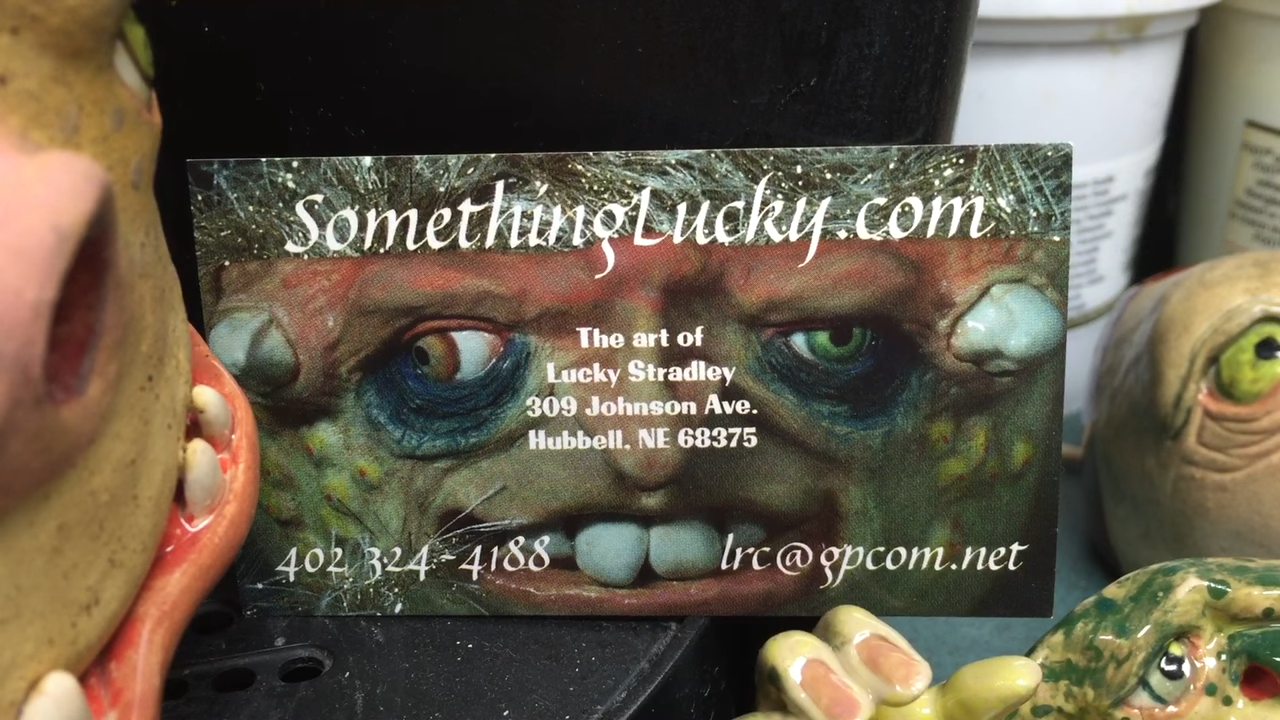 SomethingLucky.com
The art of
Lucky Stradley
309 Johnson Ave.
Hubbell, NE 68375
402 324-4188
lrc@gpcom.net